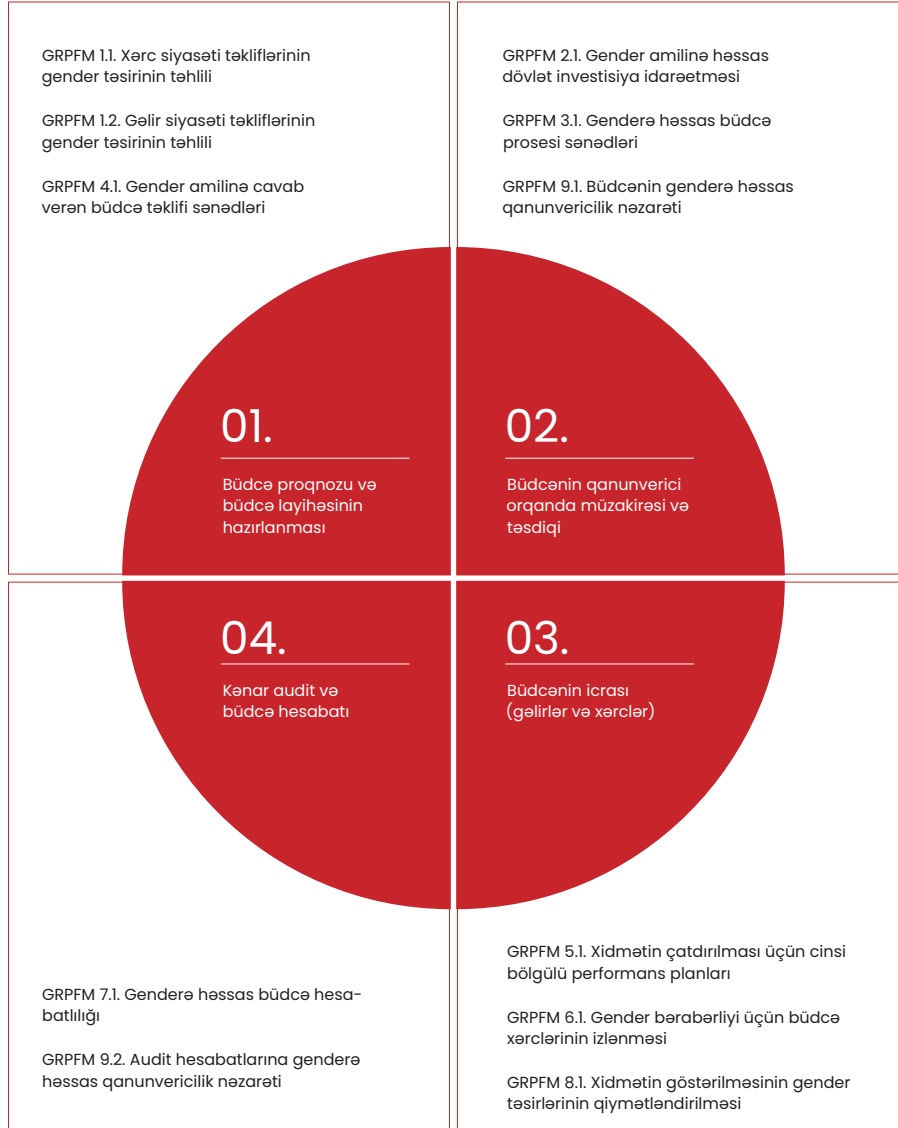 GRPFM 1.1. Xərc siyasəti təkliflərinin
gender təsirinin təhlili
GRPFM 1.2. Gəlir siyasəti təkliflərinin
gender təsirinin təhlili
GRPFM 4.1. Gender amilinə cavab
verən büdcə təklifi sənədləri
GRPFM 2.1. Gender amilinə həssas
dövlət investisiya idarəetməsi
GRPFM 3.1. Genderə həssas büdcə
prosesi sənədləri
GRPFM 9.1. Büdcənin genderə həssas
qanunvericilik nəzarəti
01.
Büdcə proqnozu və
büdcə layihəsinin
hazırlanması
02.
Büdcənin qanunverici
orqanda müzakirəsi və
təsdiqi
04.
Kənar audit və
büdcə hesabatı
03.
Büdcənin icrası
(gəlirlər və xərclər)
GRPFM 7.1. Genderə həssas büdcə hesa-
batlılığı
GRPFM 9.2. Audit hesabatlarına genderə
həssas qanunvericilik nəzarəti
GRPFM 5.1. Xidmətin çatdırılması üçün cinsi
bölgülü performans planları
GRPFM 6.1. Gender bərabərliyi üçün büdcə
xərclərinin izlənməsi
GRPFM 8.1. Xidmətin göstərilməsinin gender
təsirlərinin qiymətləndirilməsi